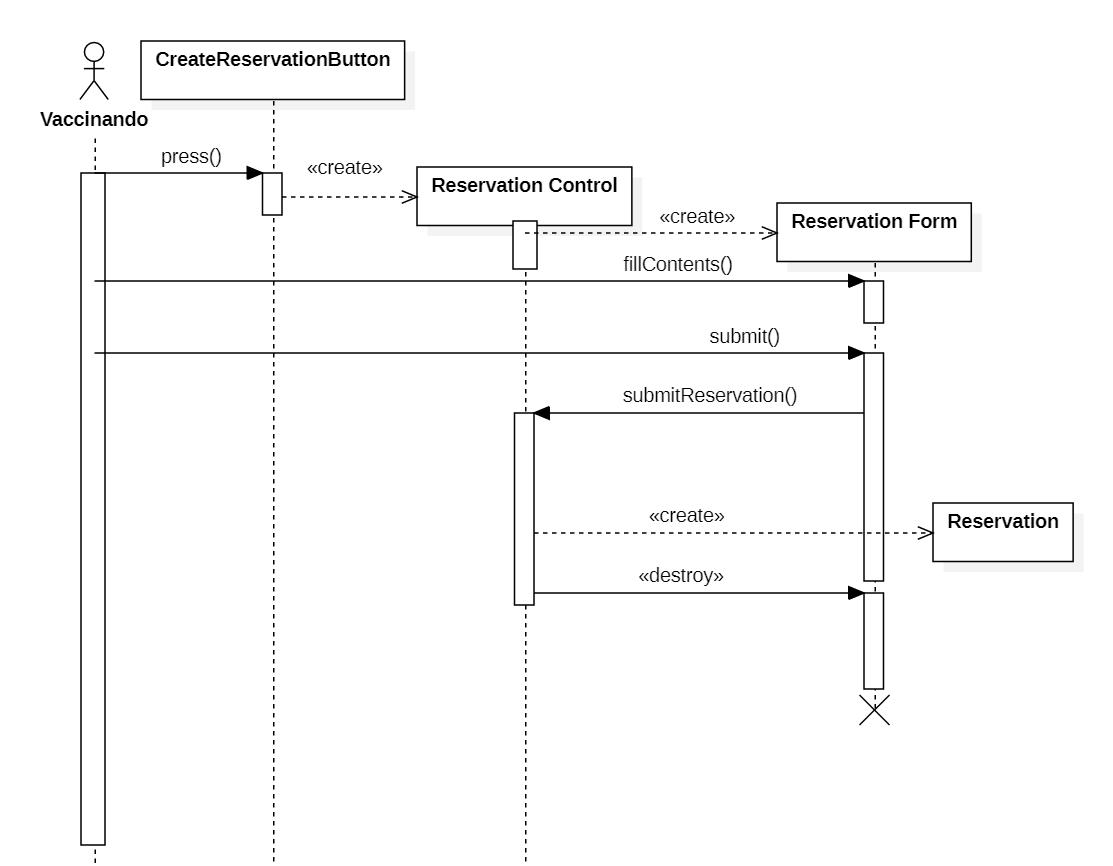 CreateReservationButton
Vaccinando
press()
«create»
Reservation Control
«create»
Reservation Form
fillContents()
submit()
submitReservation()
«create»
Reservation
«destroy»